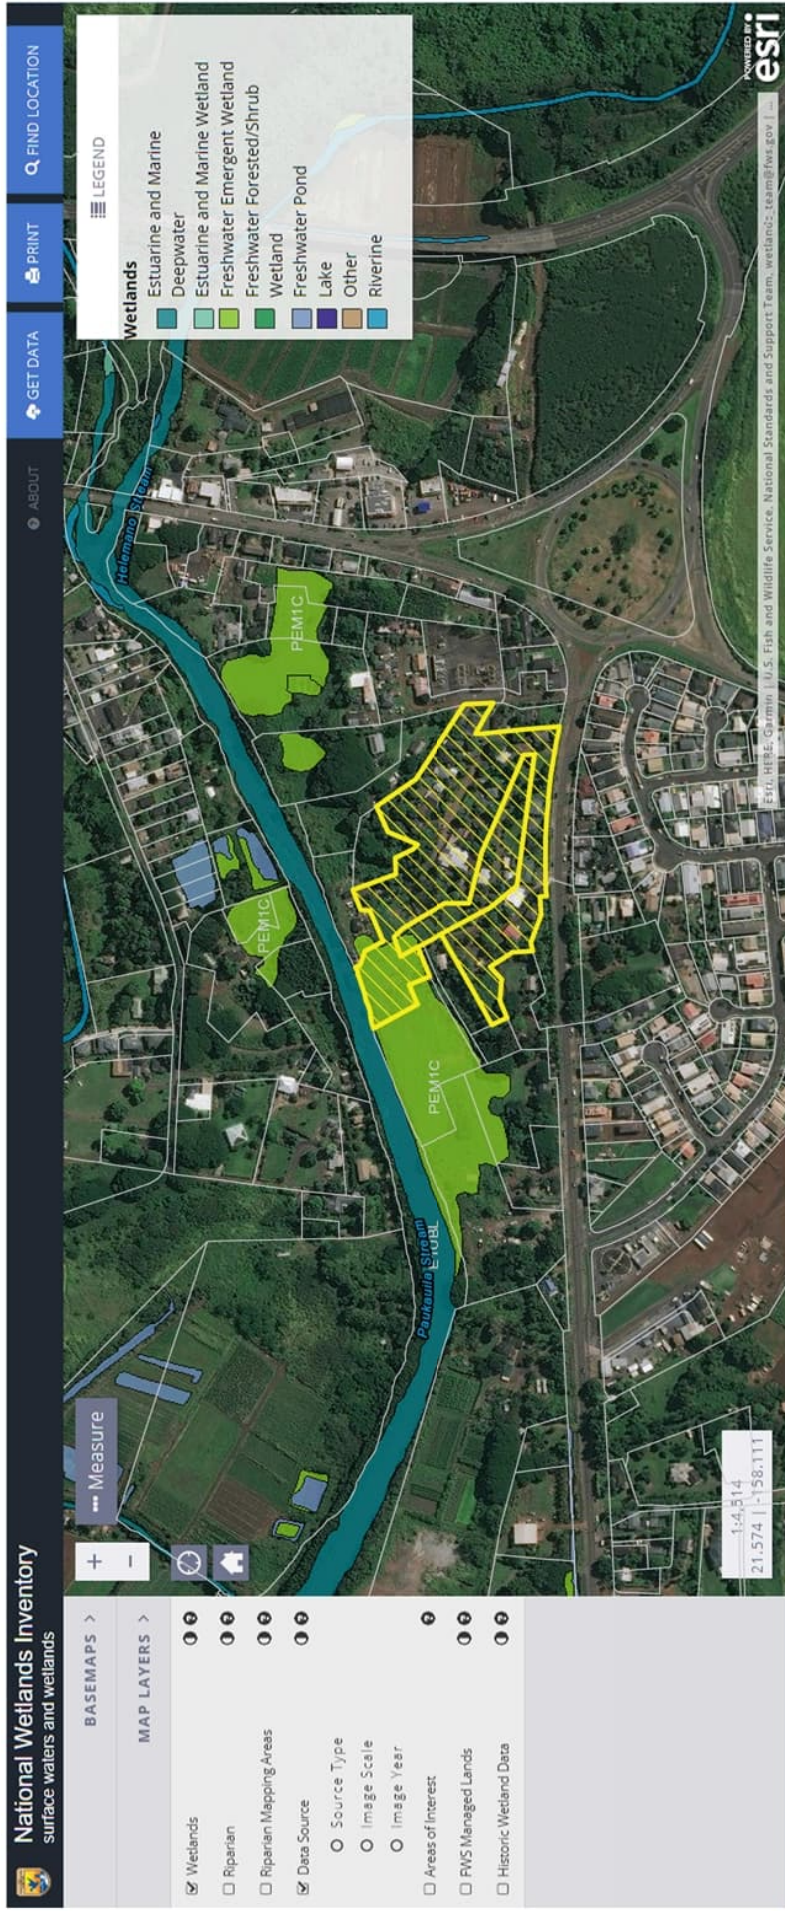 National Wetlands Inventory
surface waters and wetlands
ABOUT
GET DATA
PRINT
FIND LOCATION
BASEMAPS >
MAP LAYERS >
Wetlands
Riparian
Riparian Mapping Areas
Data Source
Source Type
Image Scale
Image Year
Areas of Interest
FWS Managed Lands
Historic Wetland Data
+
−
Measure
LEGEND
Wetlands
Estuarine and Marine
Deepwater
Estuarine and Marine Wetland
Freshwater Emergent Wetland
Freshwater Forested/Shrub
Wetland
Freshwater Pond
Lake
Other
Riverine
Helemano Stream
PEM1C
PEM1C
PEM1C
Paukauila Stream
E1UBL
1:4,514
21.574 | -158.111
Esri, HERE, Garmin | U.S. Fish and Wildlife Service, National Standards and Support Team, wetlands_team@fws.gov | ...
POWERED BY
esri